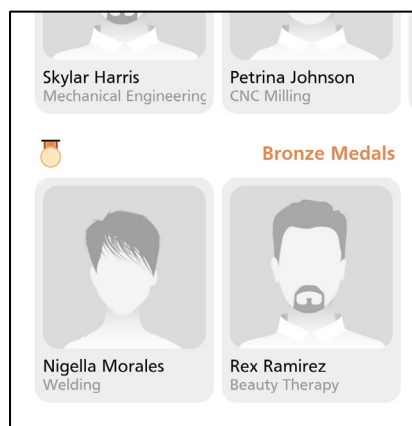 Skylar Harris
Mechanical Engineering
Petrina Johnson
CNC Milling
Bronze Medals
Nigella Morales
Welding
Rex Ramirez
Beauty Therapy